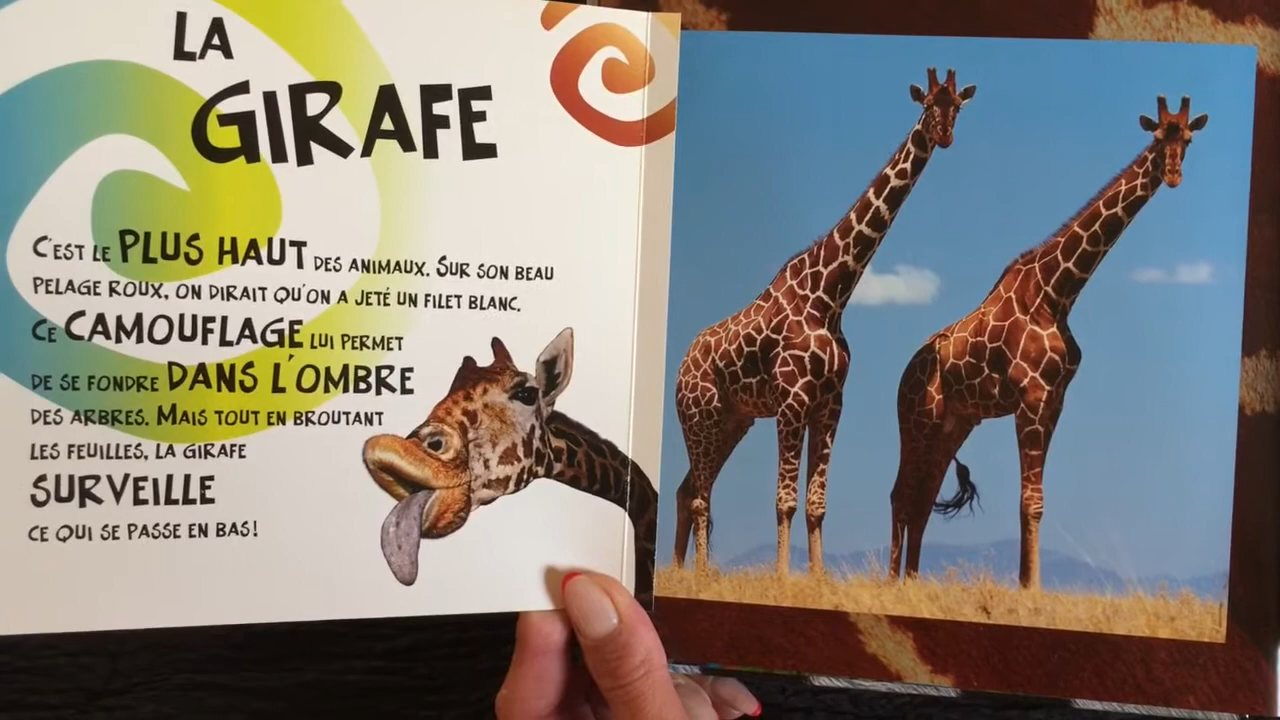 LA
GIRAFE
C'EST LE PLUS HAUT DES ANIMAUX. SUR SON BEAU
PELAGE ROUX, ON DIRAIT QU'ON A JETÉ UN FILET BLANC.
CE CAMOUFLAGE LUI PERMET
DE SE FONDRE DANS L'OMBRE
DES ARBRES. MAIS TOUT EN BROUTANT
LES FEUILLES, LA GIRAFE
SURVEILLE
CE QUI SE PASSE EN BAS!